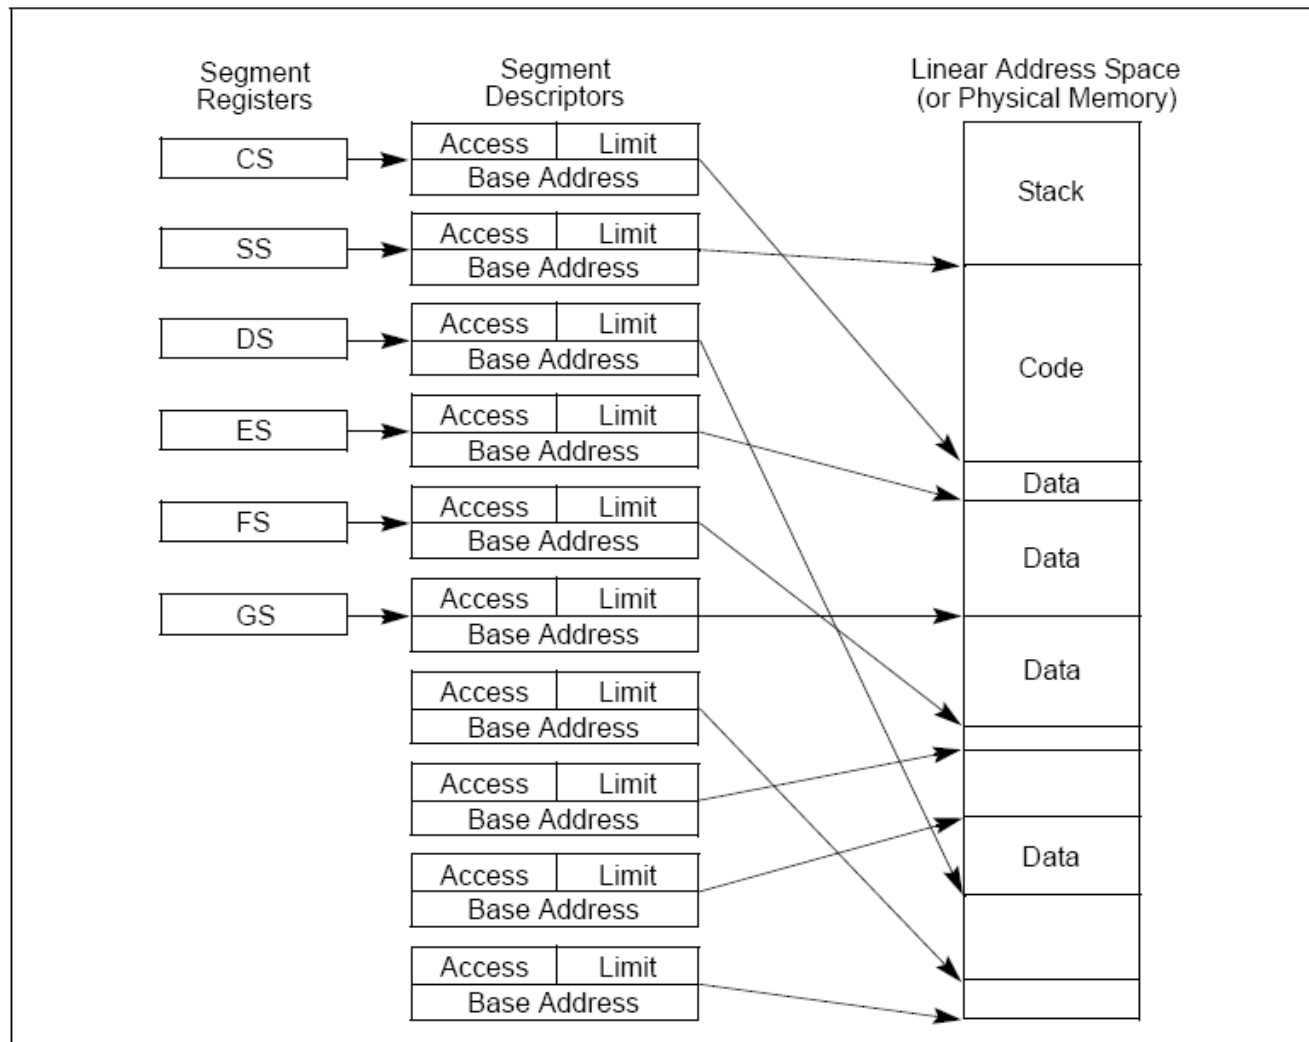 Segment
Registers
Segment
Descriptors
Linear Address Space
(or Physical Memory)
CS
Access Limit
Base Address
Stack
SS
Access Limit
Base Address
DS
Access Limit
Base Address
Code
ES
Access Limit
Base Address
Data
FS
Access Limit
Base Address
Data
GS
Access Limit
Base Address
Data
Access Limit
Base Address
Access Limit
Base Address
Data
Access Limit
Base Address
Access Limit
Base Address